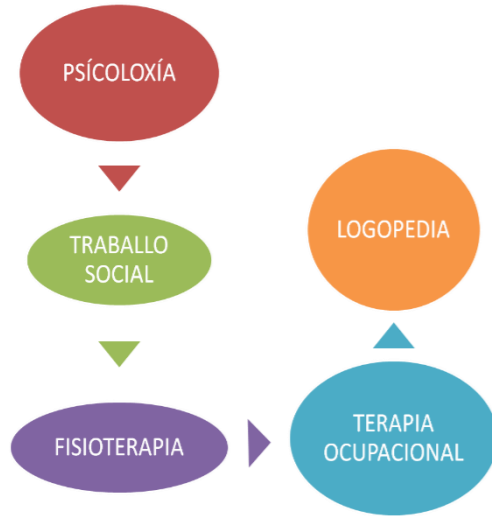 PSÍCOLOXÍA
TRABALLO
SOCIAL
FISIOTERAPIA
TERAPIA
OCUPACIONAL
LOGOPEDIA